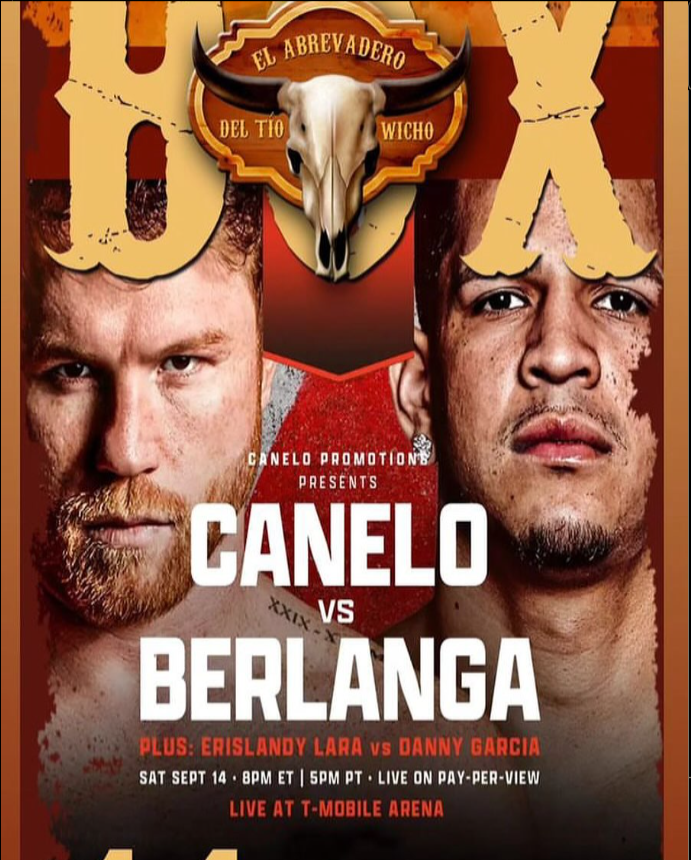 BOX
EL ABREVADERO
DEL TÍO WICHO
CANELO PROMOTIONS
PRESENTS
CANELO
VS
BERLANGA
PLUS: ERISLANDY LARA vs DANNY GARCIA
SAT SEPT 14 • 8PM ET | 5PM PT • LIVE ON PAY-PER-VIEW
LIVE AT T-MOBILE ARENA